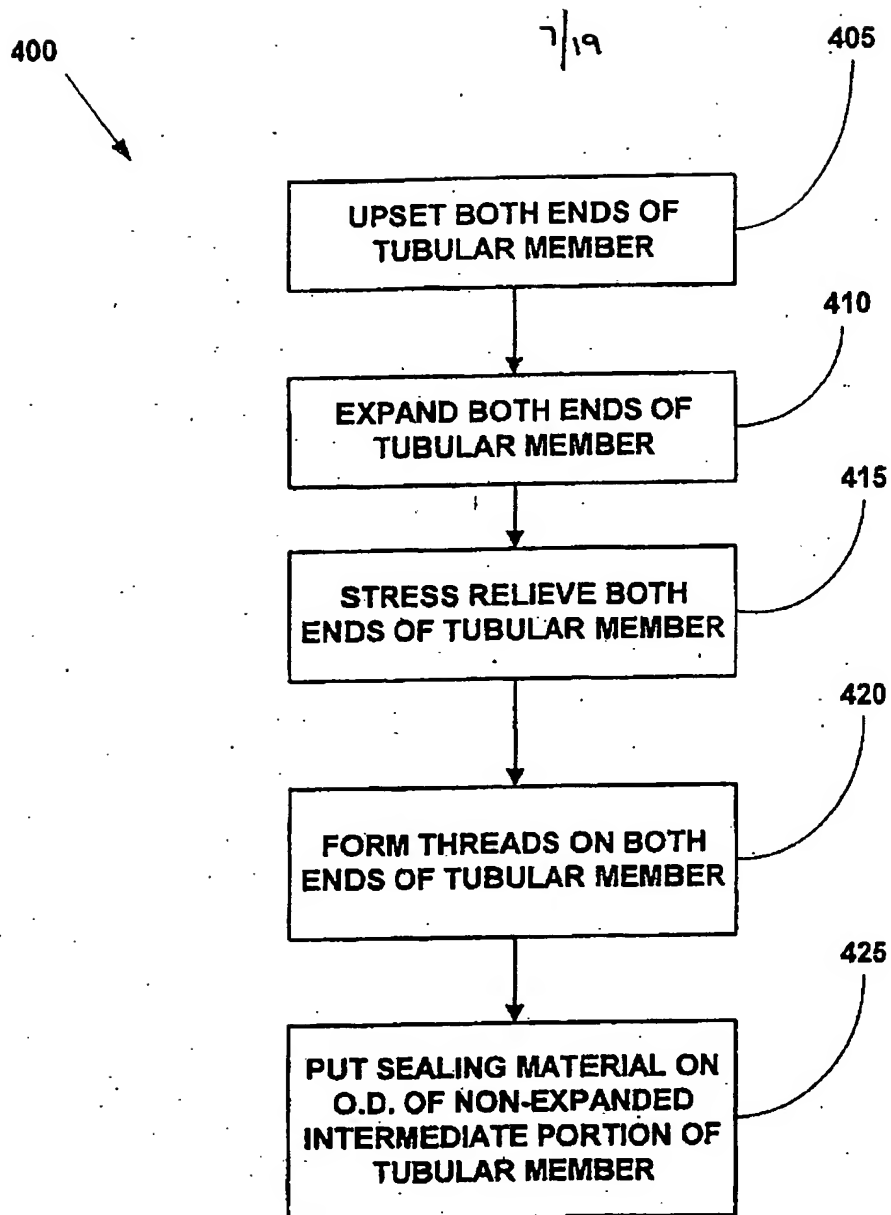 7/19
400
405
UPSET BOTH ENDS OF
TUBULAR MEMBER
410
EXPAND BOTH ENDS OF
TUBULAR MEMBER
415
STRESS RELIEVE BOTH
ENDS OF TUBULAR MEMBER
420
FORM THREADS ON BOTH
ENDS OF TUBULAR MEMBER
425
PUT SEALING MATERIAL ON
O.D. OF NON-EXPANDED
INTERMEDIATE PORTION OF
TUBULAR MEMBER